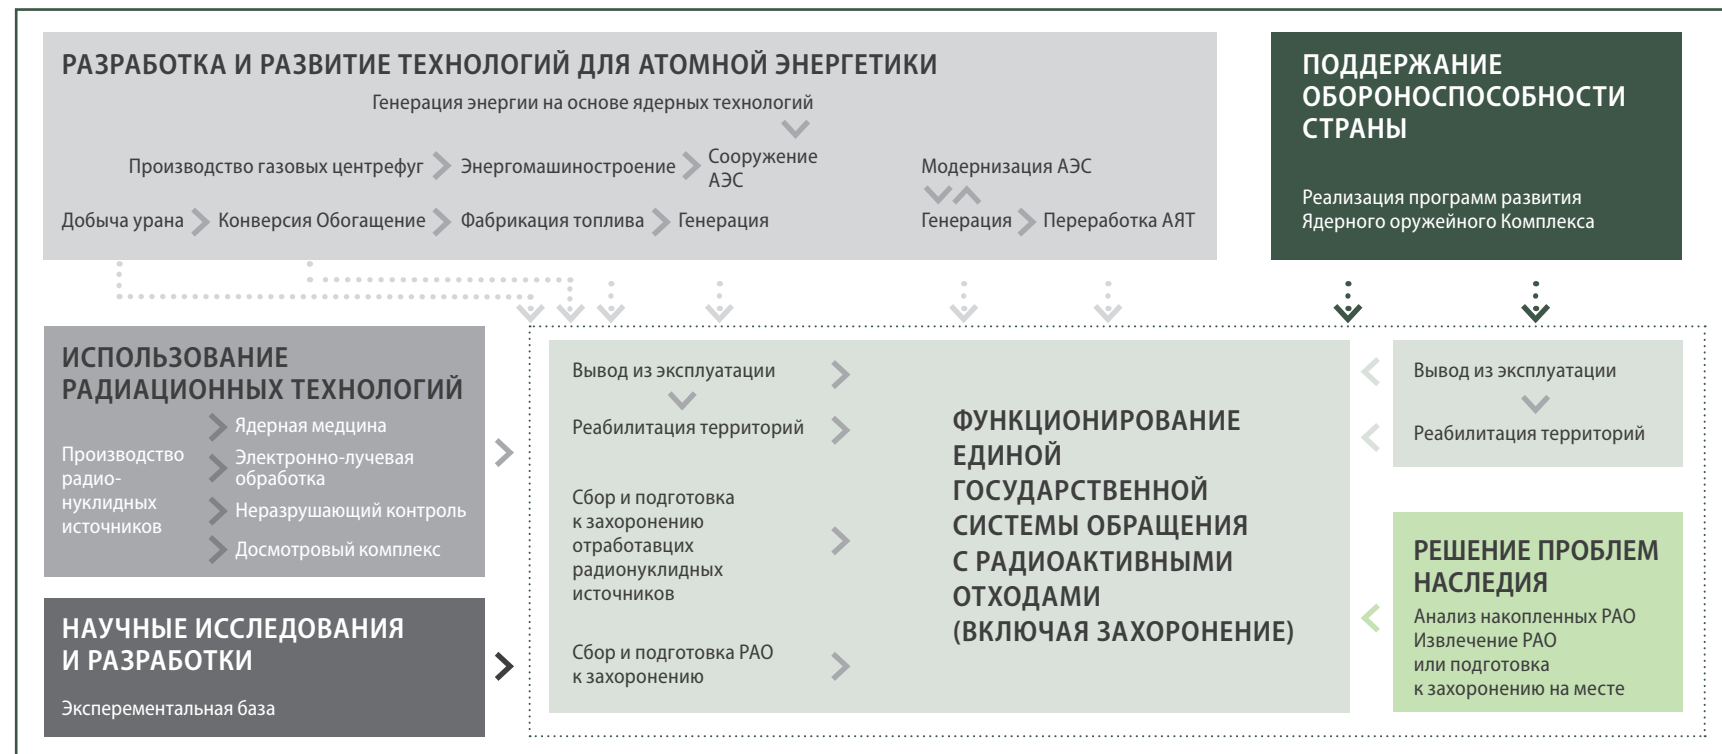 РАЗРАБОТКА И РАЗВИТИЕ ТЕХНОЛОГИЙ ДЛЯ АТОМНОЙ ЭНЕРГЕТИКИ
Генерация энергии на основе ядерных технологий
Производство газовых центрефуг
Энергомашиностроение
Сооружение
АЭС
Модернизация АЭС
Добыча урана
Конверсия Обогащение
Фабрикация топлива
Генерация
Генерация
Переработка АЯТ
ПОДДЕРЖАНИЕ
ОБОРОНОСПОСОБНОСТИ
СТРАНЫ
Реализация программ развития
Ядерного оружейного Комплекса
ИСПОЛЬЗОВАНИЕ
РАДИАЦИОННЫХ ТЕХНОЛОГИЙ
Производство
радио-
нуклидных
источников
Ядерная медцина
Электронно-лучевая
обработка
Неразрушающий контроль
Досмотровый комплекс
НАУЧНЫЕ ИССЛЕДОВАНИЯ
И РАЗРАБОТКИ
Эксперементальная база
Вывод из эксплуатации
Реабилитация территорий
Сбор и подготовка
к захоронению
отработавцих
радионуклидных
источников
Сбор и подготовка РАО
к захоронению
ФУНКЦИОНИРОВАНИЕ
ЕДИНОЙ
ГОСУДАРСТВЕННОЙ
СИСТЕМЫ ОБРАЩЕНИЯ
С РАДИОАКТИВНЫМИ
ОТХОДАМИ
(ВКЛЮЧАЯ ЗАХОРОНЕНИЕ)
Вывод из эксплуатации
Реабилитация территорий
РЕШЕНИЕ ПРОБЛЕМ
НАСЛЕДИЯ
Анализ накопленных РАО
Извлечение РАО
или подготовка
к захоронению на месте